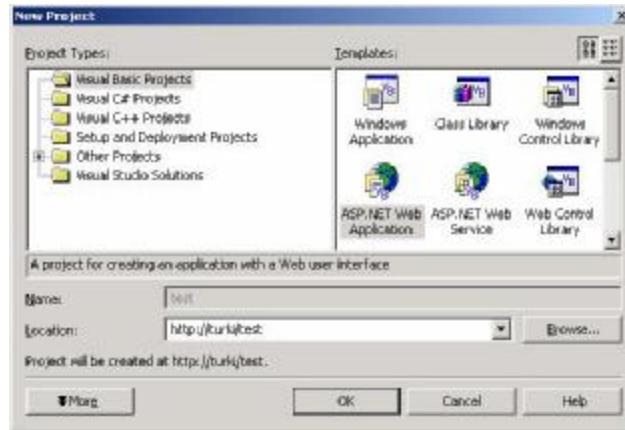 New Project
Project Types:
Templates:
Visual Basic Projects
Visual C# Projects
Visual C++ Projects
Setup and Deployment Projects
Other Projects
Visual Studio Solutions
Windows Application
Class Library
Windows Control Library
ASP.NET Web Application
ASP.NET Web Service
Web Control Library
A project for creating an application with a Web user interface
Name:
test
Location:
http://turki/test
Browse...
Project will be created at http://turki/test.
More
OK
Cancel
Help